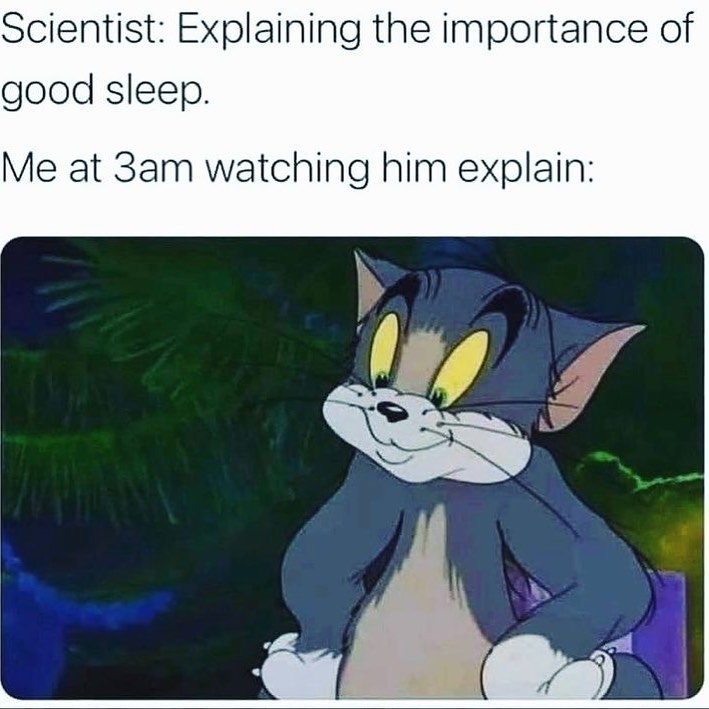 Scientist: Explaining the importance of
good sleep.
Me at 3am watching him explain: